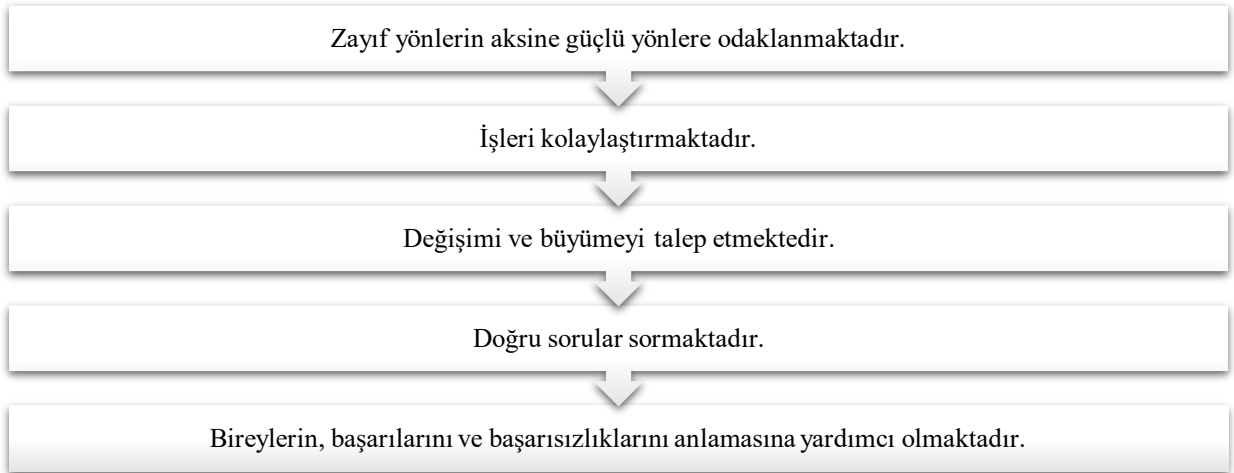 Zayıf yönlerin aksine güçlü yönlere odaklanmaktadır.
İşleri kolaylaştırmaktadır.
Değişimi ve büyümeyi talep etmektedir.
Doğru sorular sormaktadır.
Bireylerin, başarılarını ve başarısızlıklarını anlamasına yardımcı olmaktadır.